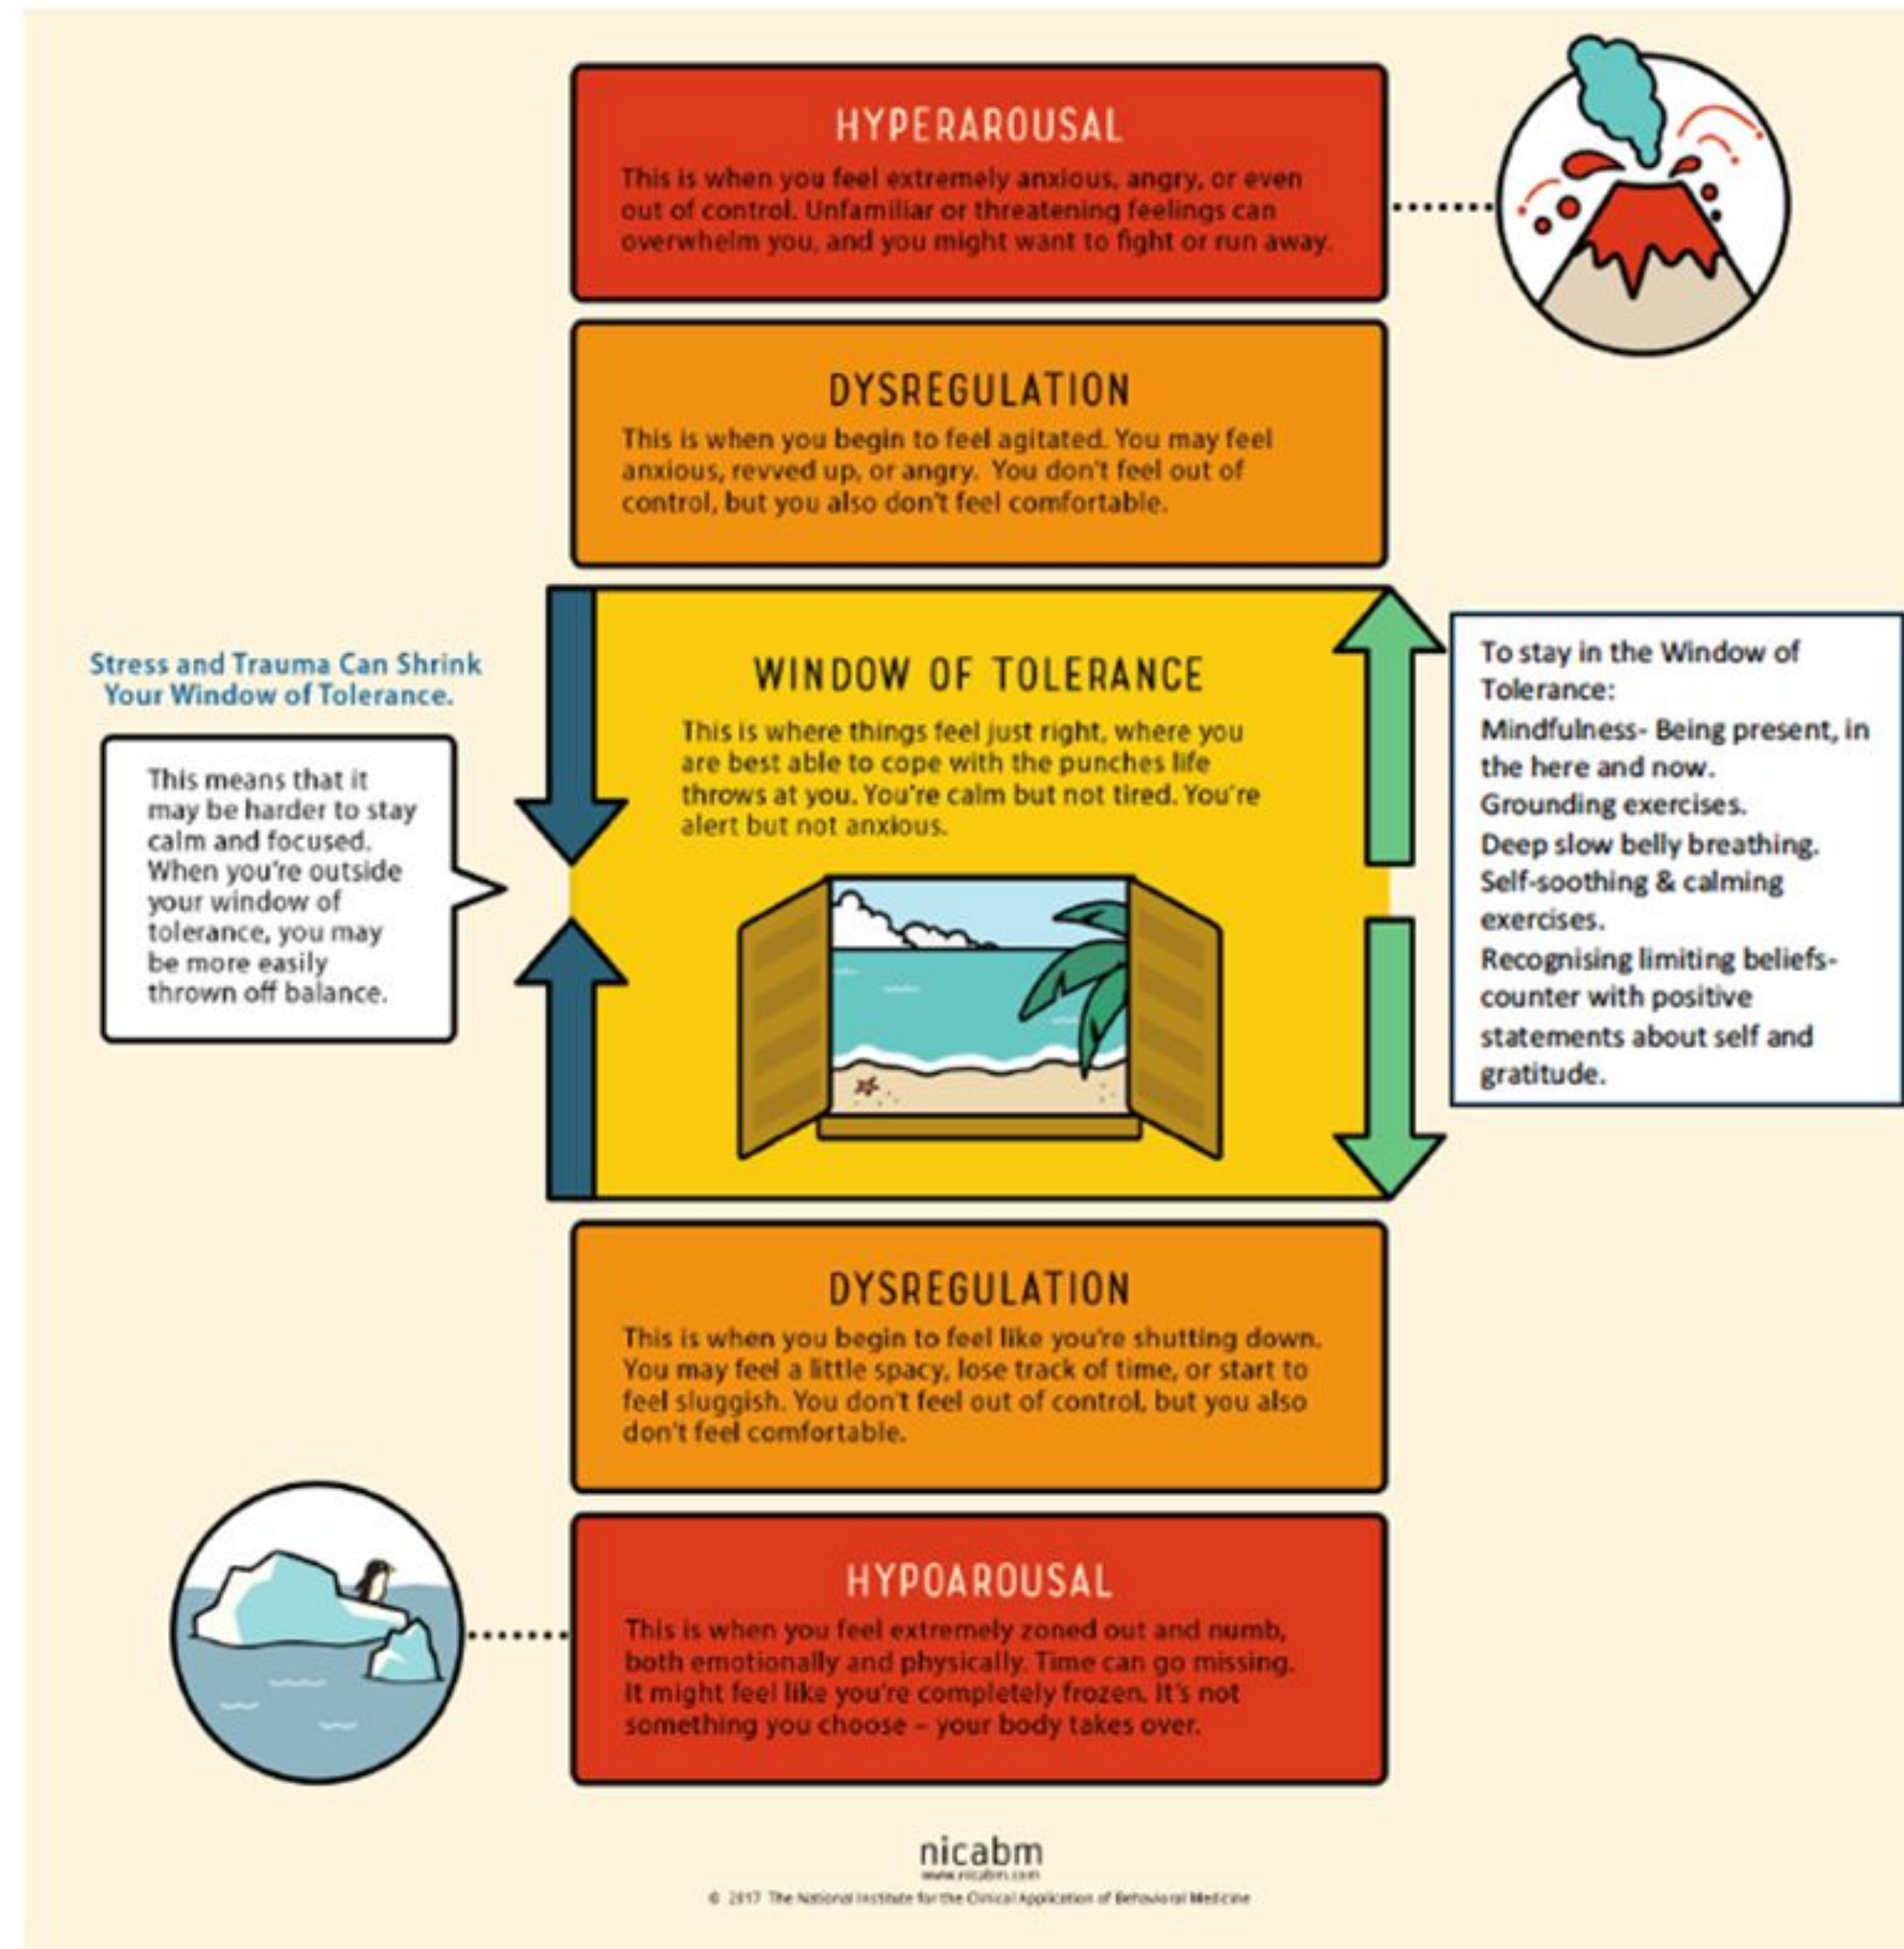 HYPERAROUSAL
This is when you feel extremely anxious, angry, or even
out of control. Unfamiliar or threatening feelings can
overwhelm you, and you might want to fight or run away.
DYSREGULATION
This is when you begin to feel agitated. You may feel
anxious, revved up, or angry. You don't feel out of
control, but you also don't feel comfortable.
Stress and Trauma Can Shrink
Your Window of Tolerance.
This means that it
may be harder to stay
calm and focused.
When you're outside
your window of
tolerance, you may
be more easily
thrown off balance.
WINDOW OF TOLERANCE
This is where things feel just right, where you
are best able to cope with the punches life
throws at you. You're calm but not tired. You're
alert but not anxious.
To stay in the Window of
Tolerance:
Mindfulness- Being present, in
the here and now.
Grounding exercises.
Deep slow belly breathing.
Self-soothing & calming
exercises.
Recognising limiting beliefs-
counter with positive
statements about self and
gratitude.
DYSREGULATION
This is when you begin to feel like you're shutting down.
You may feel a little spacy, lose track of time, or start to
feel sluggish. You don't feel out of control, but you also
don't feel comfortable.
HYPOAROUSAL
This is when you feel extremely zoned out and numb,
both emotionally and physically. Time can go missing.
It might feel like you're completely frozen. It's not
something you choose – your body takes over.
nicabm
www.nicabm.com
© 2017 The National Institute for the Clinical Application of Behavioral Medicine